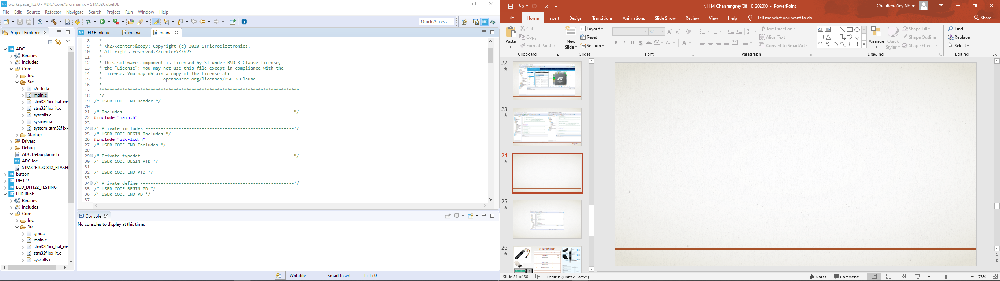 workspace_1.3.0 - ADC/Core/Src/main.c - STM32CubeIDE
File Edit Source Refactor Navigate Search Project Run Window Help
Quick Access
Project Explorer
ADC
Binaries
Includes
Core
Inc
Src
i2c-lcd.c
main.c
stm32f1xx_hal_ms
stm32f1xx_it.c
syscalls.c
sysmem.c
system_stm32f1xx
Startup
Drivers
Debug
ADC Debug.launch
ADC.ioc
STM32F103C8TX_FLASH
button
DHT22
LCD_DHT22_TESTING
LED Blink
Binaries
Includes
Core
Inc
Src
gpio.c
main.c
stm32f1xx_hal_ms
stm32f1xx_it.c
syscalls.c
LED Blink.ioc main.c main.c
8 *
9 * <h2><center>&copy; Copyright (c) 2020 STMicroelectronics.
10 * All rights reserved.</center></h2>
11 *
12 * This software component is licensed by ST under BSD 3-Clause license,
13 * the "License"; You may not use this file except in compliance with the
14 * License. You may obtain a copy of the License at:
15 * opensource.org/licenses/BSD-3-Clause
16 *
17 ******************************************************************************
18 */
19 /* USER CODE END Header */
20
21 /* Includes ------------------------------------------------------------------*/
22 #include "main.h"
23
24 /* Private includes ----------------------------------------------------------*/
25 /* USER CODE BEGIN Includes */
26 #include "i2c-lcd.h"
27 /* USER CODE END Includes */
28
29 /* Private typedef -----------------------------------------------------------*/
30 /* USER CODE BEGIN PTD */
31
32 /* USER CODE END PTD */
33
34 /* Private define ------------------------------------------------------------*/
35 /* USER CODE BEGIN PD */
36 /* USER CODE END PD */
37
Console
No consoles to display at this time.
Writable Smart Insert 1 : 1 : 0
NHIM Chanrengsey(08_10_2020)0 - PowerPoint
ChanRengSey Nhim
File Home Insert Design Transitions Animations Slide Show Review View Help Tell me what you want to do Share
Paste
Cut
Copy
Format Painter
Clipboard
New Slide
Layout
Reset
Section
Slides
32
B I U S abc AV Aa A
Font
Text Direction
Align Text
Convert to SmartArt
Paragraph
Arrange
Quick Styles
Shape Fill
Shape Outline
Shape Effects
Drawing
Find
Replace
Select
Editing
22
23
24
25
26
COMPONENT:
Slide 24 of 30 English (United States) Notes Comments 78%